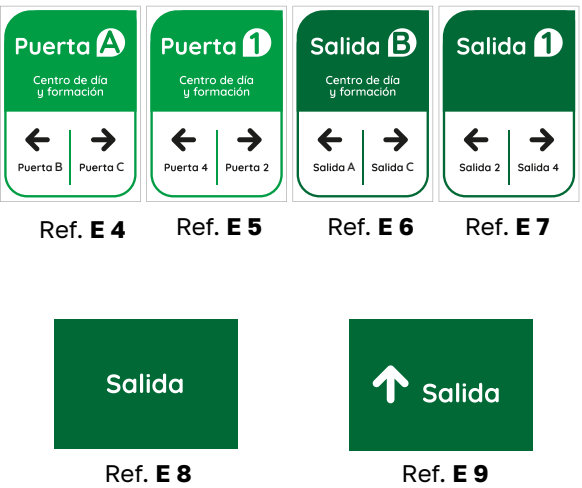 Puerta A
Centro de día
y formación
Puerta B
Puerta C
Ref. E 4
Puerta 1
Centro de día
y formación
Puerta 4
Puerta 2
Ref. E 5
Salida B
Centro de día
y formación
Salida A
Salida C
Ref. E 6
Salida 1
Salida 2
Salida 4
Ref. E 7
Salida
Ref. E 8
Salida
Ref. E 9